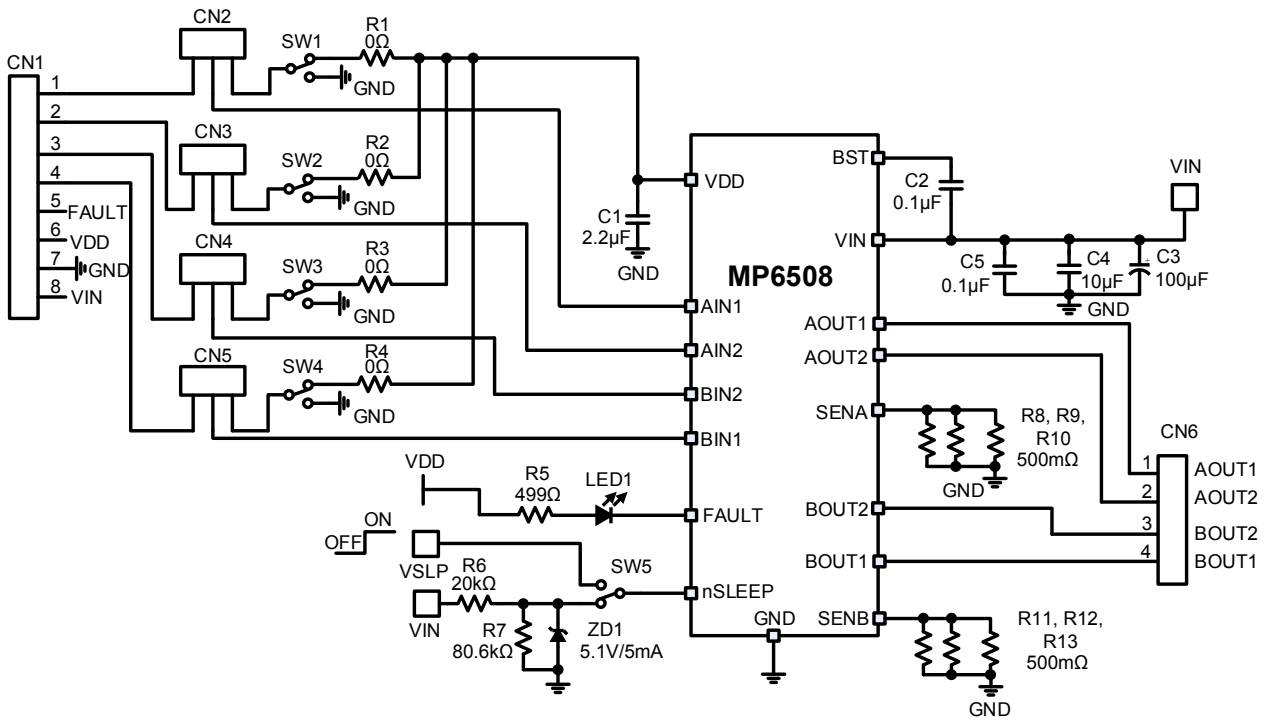 CN1
1
2
3
4
5
FAULT
6
VDD
7
GND
8
VIN
CN2
SW1
R1
0Ω
GND
CN3
SW2
R2
0Ω
GND
CN4
SW3
R3
0Ω
GND
CN5
SW4
R4
0Ω
GND
C1
2.2µF
GND
VDD
R5
499Ω
LED1
ON
OFF
VSLP
R6
20kΩ
VIN
R7
80.6kΩ
ZD1
5.1V/5mA
SW5
MP6508
VDD
AIN1
AIN2
BIN2
BIN1
FAULT
nSLEEP
GND
BST
VIN
AOUT1
AOUT2
SENA
BOUT2
BOUT1
SENB
C2
0.1µF
VIN
C5
0.1µF
C4
10µF
C3
100µF
GND
R8, R9,
R10
500mΩ
GND
CN6
1
AOUT1
2
AOUT2
3
BOUT2
4
BOUT1
R11, R12,
R13
500mΩ
GND